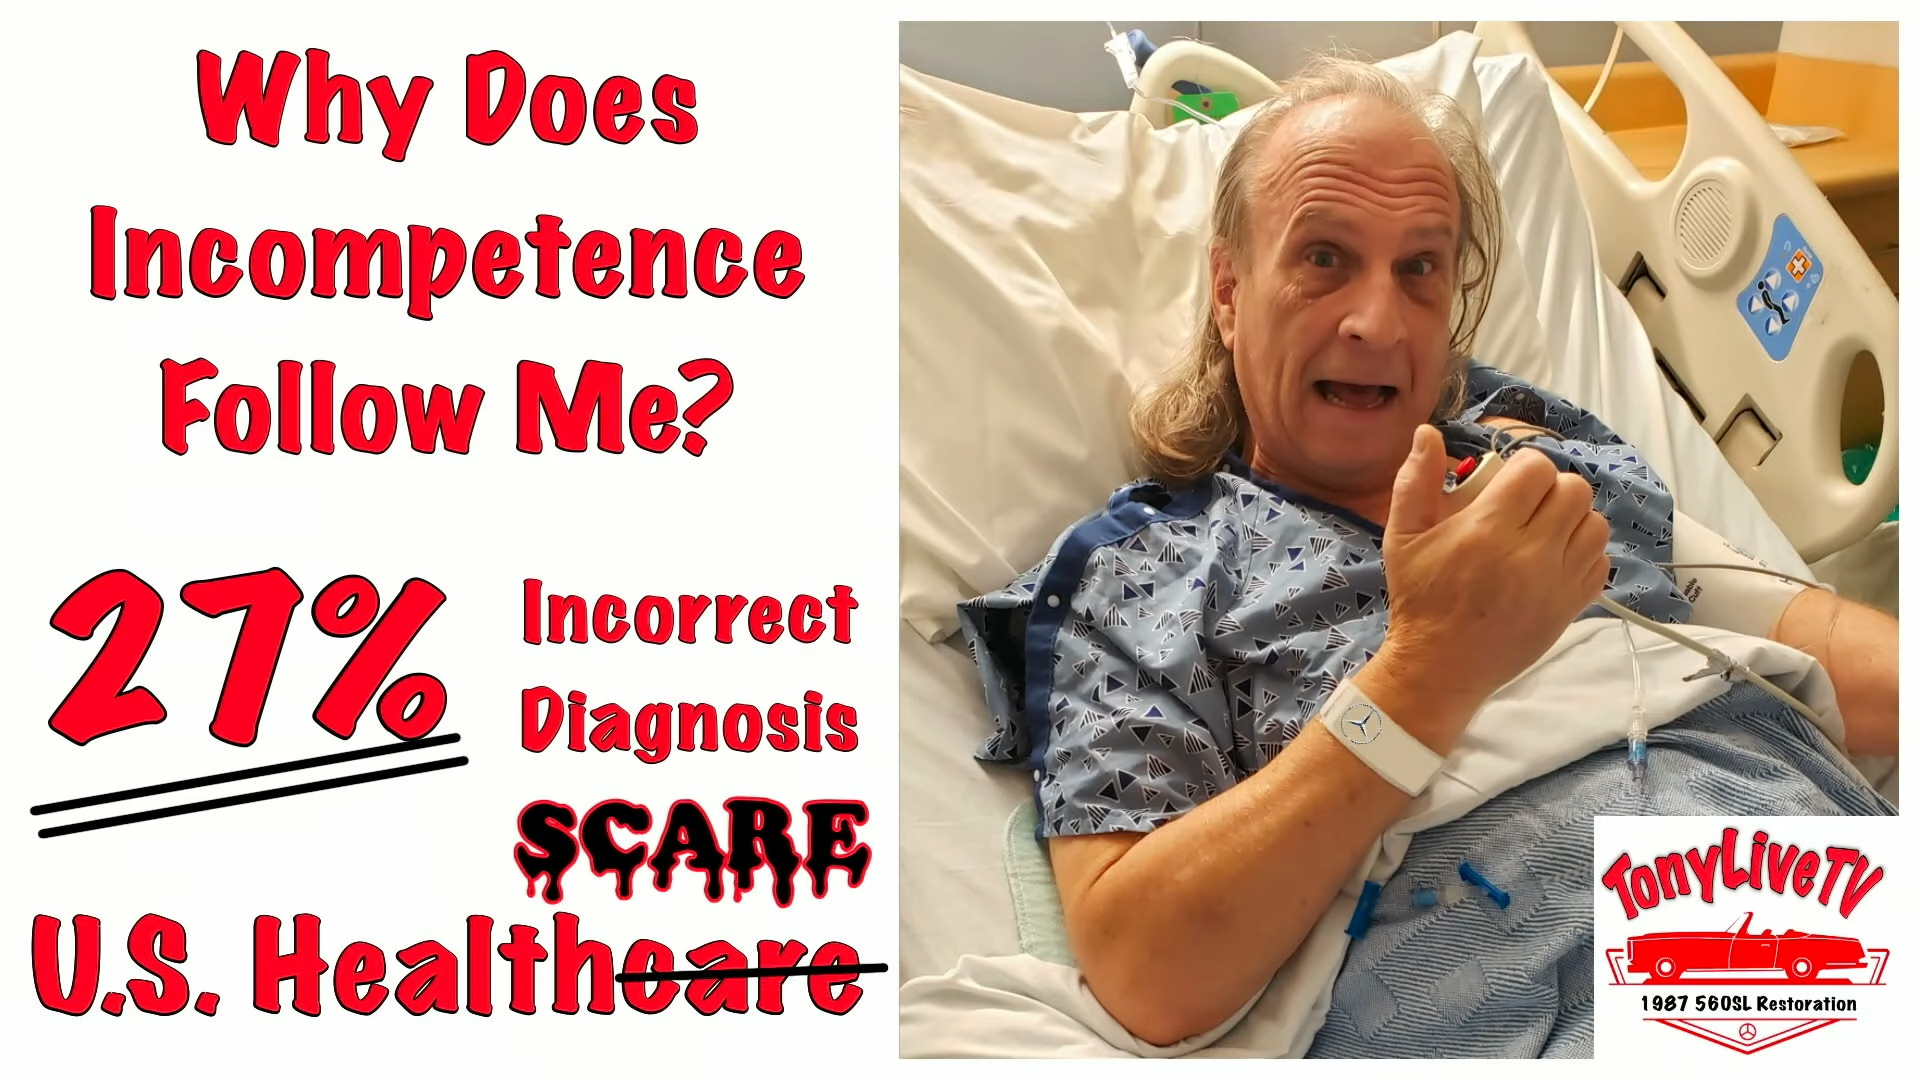 Why Does
Incompetence
Follow Me?
27%
Incorrect
Diagnosis
SCARE
U.S. Healthcare
TonyLiveTV
1987 560SL Restoration